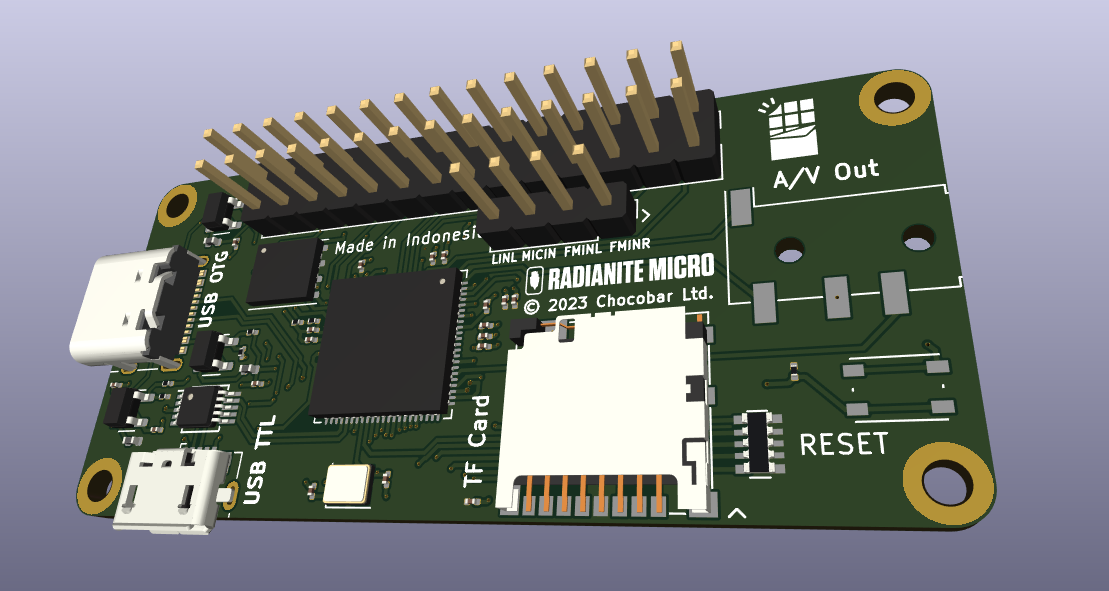 A/V Out
Made in Indonesi
LINL MICIN FMINL FMINR
RADIANITE MICRO
© 2023 Chocobar Ltd.
USB OTG
USB TTL
TF Card
RESET